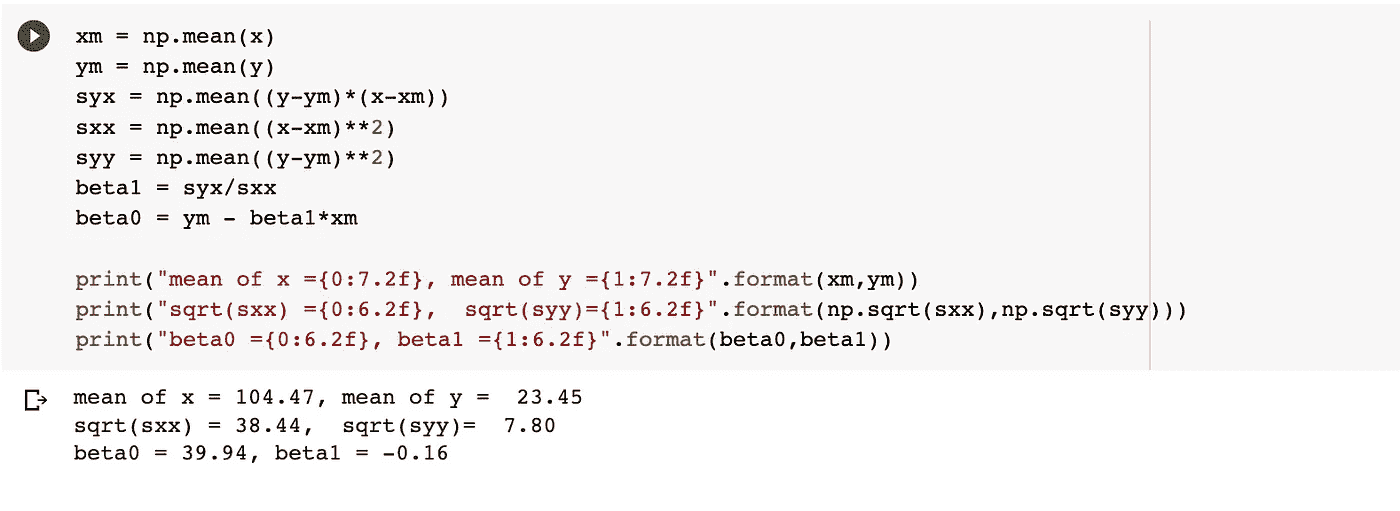 xm = np.mean(x)
ym = np.mean(y)
syx = np.mean((y-ym)*(x-xm))
sxx = np.mean((x-xm)**2)
syy = np.mean((y-ym)**2)
beta1 = syx/sxx
beta0 = ym - beta1*xm
print("mean of x ={0:7.2f}, mean of y ={1:7.2f}".format(xm,ym))
print("sqrt(sxx) ={0:6.2f},  sqrt(syy)={1:6.2f}".format(np.sqrt(sxx),np.sqrt(syy)))
print("beta0 ={0:6.2f}, beta1 ={1:6.2f}".format(beta0,beta1))
mean of x = 104.47, mean of y =  23.45
sqrt(sxx) = 38.44,  sqrt(syy)=  7.80
beta0 = 39.94, beta1 = -0.16